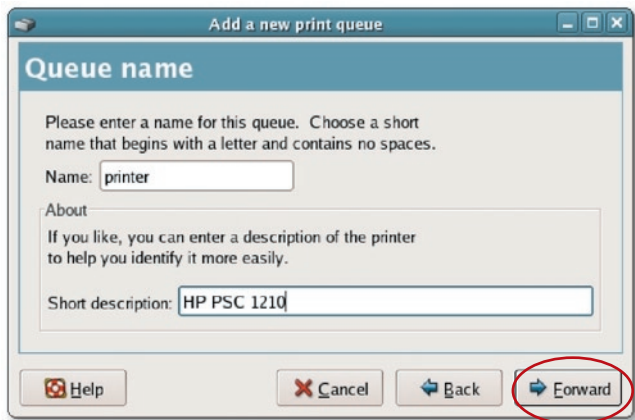 Add a new print queue
Queue name
Please enter a name for this queue. Choose a short
name that begins with a letter and contains no spaces.
Name: printer
About
If you like, you can enter a description of the printer
to help you identify it more easily.
Short description: HP PSC 1210
Help Cancel Back Forward